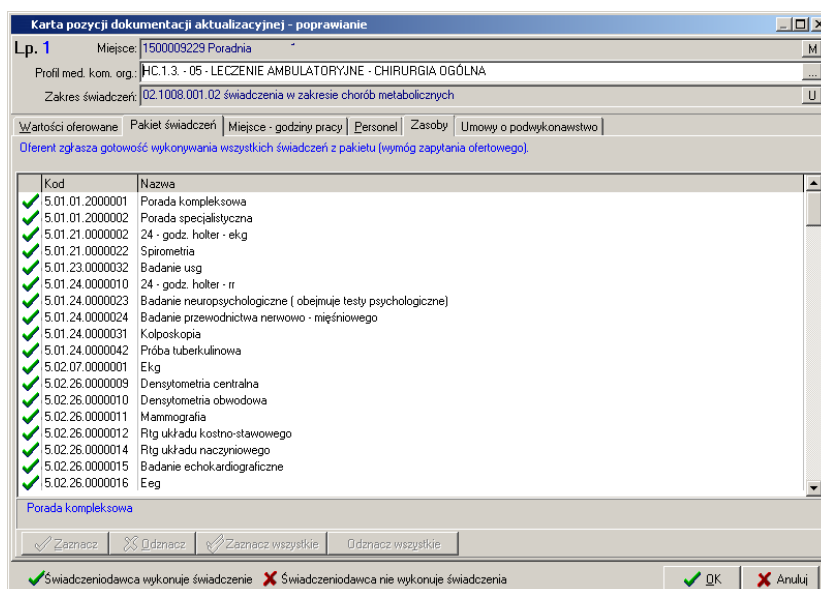 Karta pozycji dokumentacji aktualizacyjnej - poprawianie
Lp. 1 Miejsce: 1500009229 Poradnia M
Profil med. kom. org.: HC.1.3. - 05 - LECZENIE AMBULATORYJNE - CHIRURGIA OGÓLNA ...
Zakres świadczeń: 02.1008.001.02 świadczenia w zakresie chorób metabolicznych U
Wartości oferowane Pakiet świadczeń Miejsce - godziny pracy Personel Zasoby Umowy o podwykonawstwo
Oferent zgłasza gotowość wykonywania wszystkich świadczeń z pakietu (wymóg zapytania ofertowego).
Kod Nazwa
5.01.01.2000001 Porada kompleksowa
5.01.01.2000002 Porada specjalistyczna
5.01.21.0000002 24 - godz. holter - ekg
5.01.21.0000022 Spirometria
5.01.23.0000032 Badanie usg
5.01.24.0000010 24 - godz. holter - rr
5.01.24.0000023 Badanie neuropsychologiczne ( obejmuje testy psychologiczne)
5.01.24.0000024 Badanie przewodnictwa nerwowo - mięśniowego
5.01.24.0000031 Kolposkopia
5.01.24.0000042 Próba tuberkulinowa
5.02.07.0000001 Ekg
5.02.26.0000009 Densytometria centralna
5.02.26.0000010 Densytometria obwodowa
5.02.26.0000011 Mammografia
5.02.26.0000012 Rtg układu kostno-stawowego
5.02.26.0000014 Rtg układu naczyniowego
5.02.26.0000015 Badanie echokardiograficzne
5.02.26.0000016 Eeg
Porada kompleksowa
Zaznacz Odznacz Zaznacz wszystkie Odznacz wszystkie
Świadczeniodawca wykonuje świadczenie Świadczeniodawca nie wykonuje świadczenia OK Anuluj